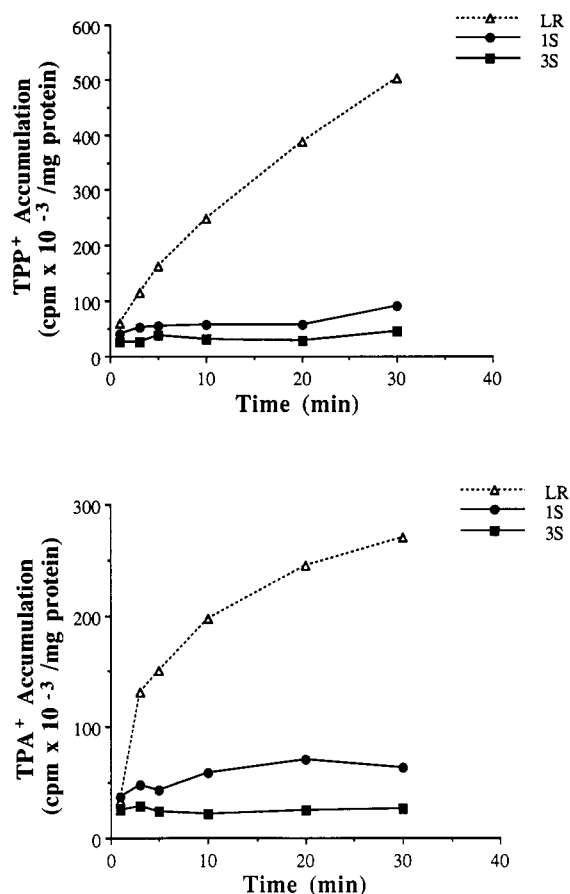 LR
1S
3S
TPP+ Accumulation
(cpm x 10 -3 /mg protein)
600
500
400
300
200
100
0
0 10 20 30 40
Time (min)
LR
1S
3S
TPA+ Accumulation
((cpm x 10 -3 /mg protein)
300
200
100
0
0 10 20 30 40
Time (min)